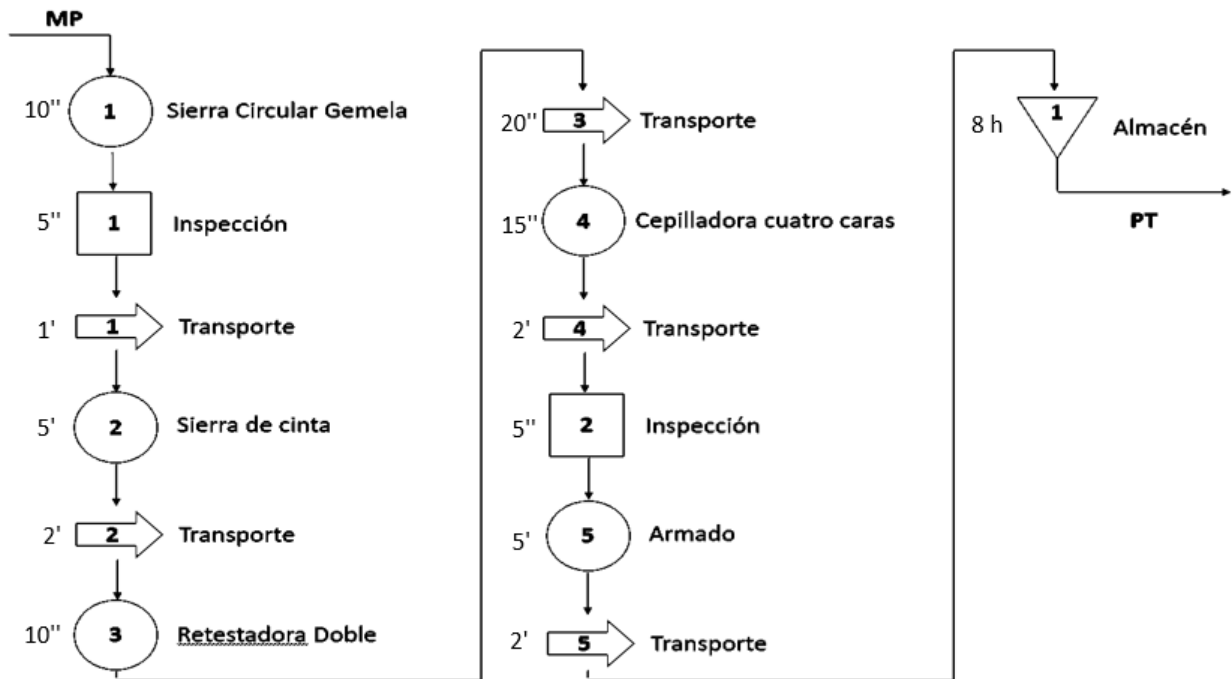 MP
10" 1 Sierra Circular Gemela
5" 1 Inspección
1' 1 Transporte
5' 2 Sierra de cinta
2' 2 Transporte
10" 3 Retestadora Doble
20" 3 Transporte
15" 4 Cepilladora cuatro caras
2' 4 Transporte
5" 2 Inspección
5' 5 Armado
2' 5 Transporte
8 h 1 Almacén
PT